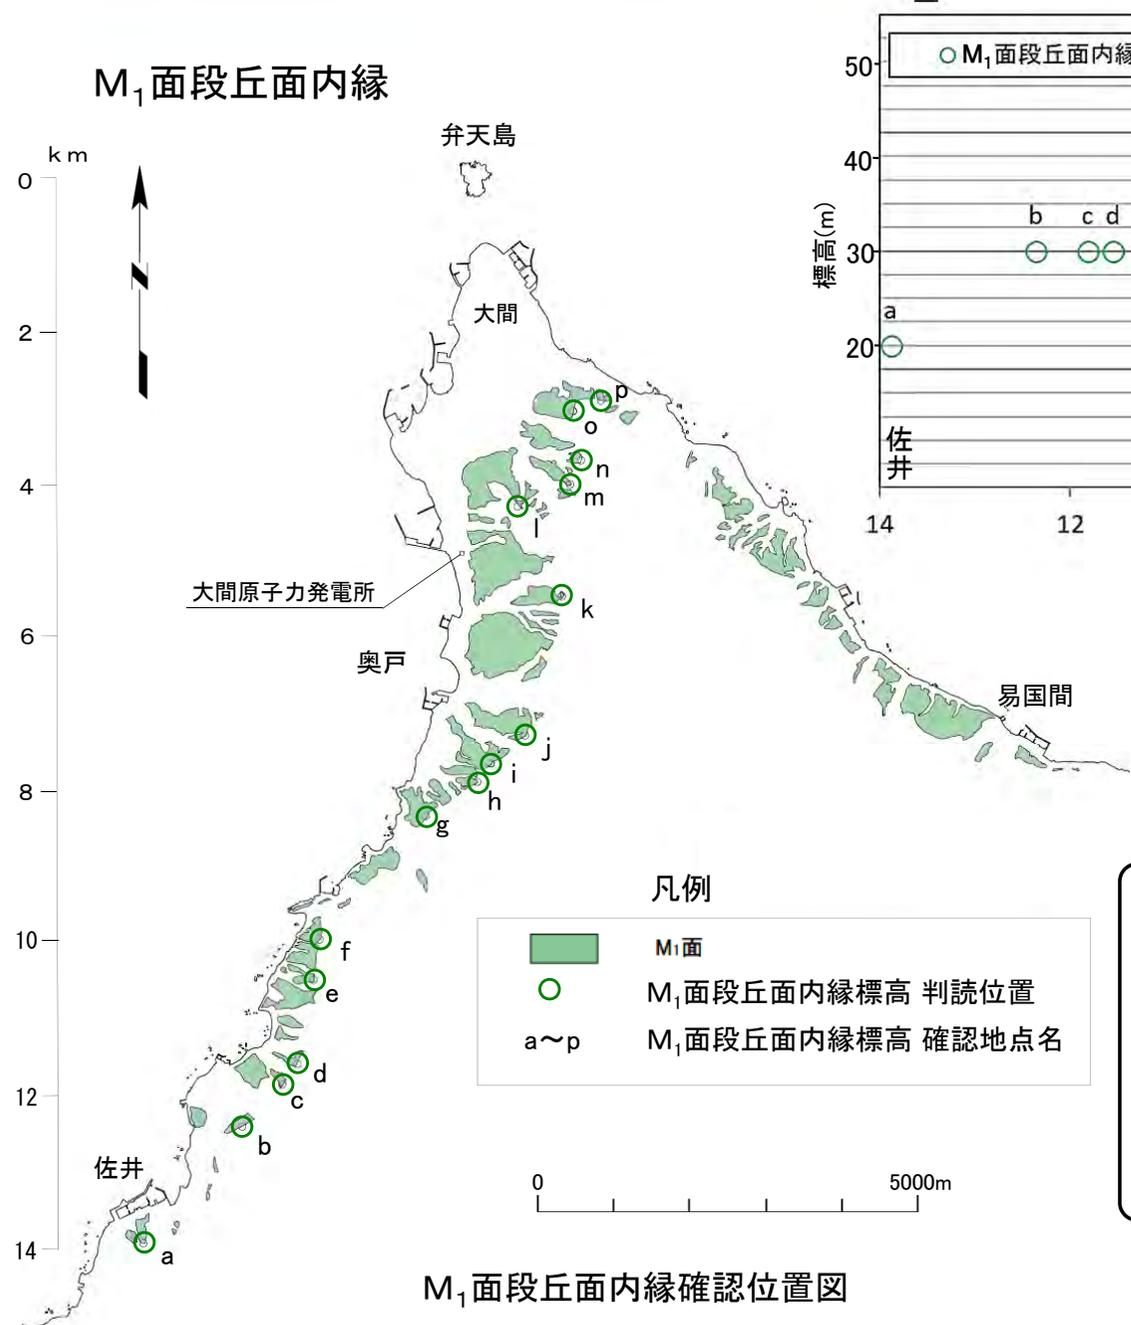 M₁面段丘面内縁
km
0
2
4
6
8
10
12
14
弁天島
大間
p
o
n
m
l
大間原子力発電所
k
奥戸
易国間
j
i
h
g
f
e
d
c
b
佐井
a
凡例
M₁面
M₁面段丘面内縁標高 判読位置
a～p M₁面段丘面内縁標高 確認地点名
0 5000m
M₁面段丘面内縁確認位置図
M₁面段丘面内縁
標高(m)
50
40
30
20
b c d
a
佐井
14 12